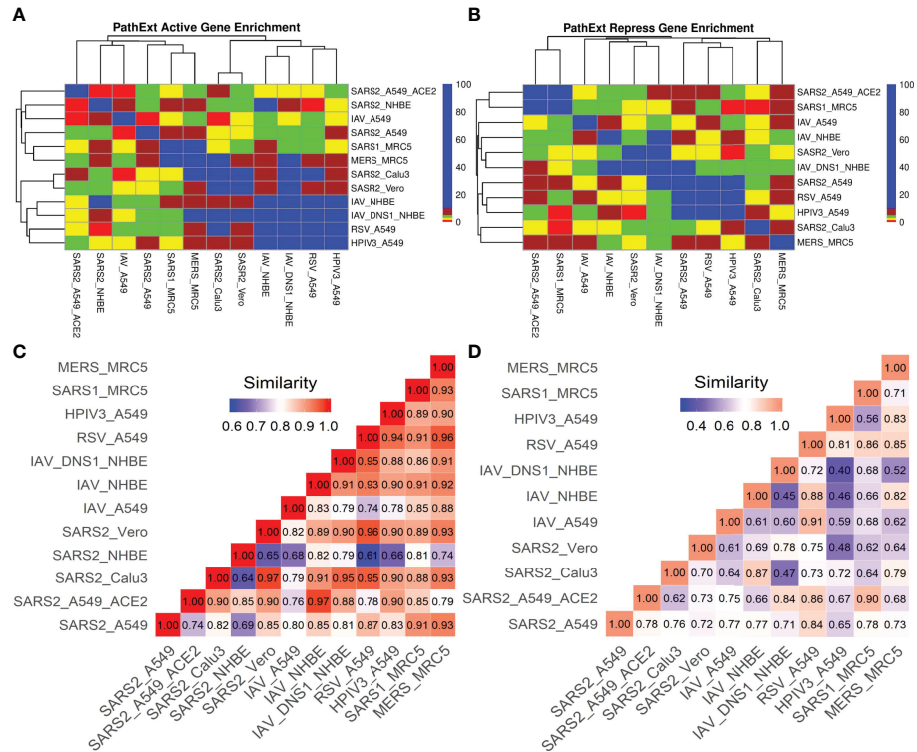 A
PathExt Active Gene Enrichment
SARS2_A549_ACE2
SARS2_NHBE
IAV_A549
SARS2_A549
SARS1_MRC5
MERS_MRC5
SARS2_Calu3
SASR2_Vero
IAV_NHBE
IAV_DNS1_NHBE
RSV_A549
HPIV3_A549
100
80
60
40
20
10
0
SARS2_A549_ACE2
SARS2_NHBE
IAV_A549
SARS2_A549
SARS1_MRC5
MERS_MRC5
SARS2_Calu3
SASR2_Vero
IAV_NHBE
IAV_DNS1_NHBE
RSV_A549
HPIV3_A549
B
PathExt Repress Gene Enrichment
SARS2_A549_ACE2
SARS1_MRC5
IAV_A549
IAV_NHBE
SASR2_Vero
IAV_DNS1_NHBE
SARS2_A549
RSV_A549
HPIV3_A549
SARS2_Calu3
MERS_MRC5
100
80
60
40
20
10
0
SARS2_A549_ACE2
SARS1_MRC5
IAV_A549
IAV_NHBE
SASR2_Vero
IAV_DNS1_NHBE
SARS2_A549
RSV_A549
HPIV3_A549
SARS2_Calu3
MERS_MRC5
C
Similarity
0.6 0.7 0.8 0.9 1.0
MERS_MRC5 1.00
SARS1_MRC5 1.00 0.93
HPIV3_A549 1.00 0.89 0.90
RSV_A549 1.00 0.94 0.91 0.96
IAV_DNS1_NHBE 1.00 0.95 0.88 0.86 0.91
IAV_NHBE 1.00 0.91 0.93 0.90 0.92 0.91
IAV_A549 1.00 0.83 0.79 0.74 0.78 0.85 0.88
SARS2_Vero 1.00 0.82 0.89 0.90 0.96 0.90 0.90 0.93
SARS2_NHBE 1.00 0.65 0.68 0.82 0.79 0.61 0.66 0.81 0.74
SARS2_Calu3 1.00 0.64 0.97 0.79 0.91 0.95 0.95 0.90 0.88 0.93
SARS2_A549_ACE2 1.00 0.90 0.85 0.90 0.76 0.97 0.88 0.78 0.90 0.85 0.79
SARS2_A549 1.00 0.74 0.82 0.69 0.85 0.80 0.85 0.81 0.87 0.83 0.91 0.93
SARS2_A549
SARS2_A549_ACE2
SARS2_Calu3
SARS2_NHBE
SARS2_Vero
IAV_A549
IAV_NHBE
IAV_DNS1_NHBE
RSV_A549
HPIV3_A549
SARS1_MRC5
MERS_MRC5
D
Similarity
0.4 0.6 0.8 1.0
MERS_MRC5 1.00
SARS1_MRC5 1.00 0.71
HPIV3_A549 1.00 0.56 0.83
RSV_A549 1.00 0.81 0.86 0.85
IAV_DNS1_NHBE 1.00 0.72 0.40 0.68 0.52
IAV_NHBE 1.00 0.45 0.88 0.46 0.66 0.82
IAV_A549 1.00 0.61 0.60 0.91 0.59 0.68 0.62
SARS2_Vero 1.00 0.61 0.69 0.78 0.75 0.48 0.62 0.64
SARS2_Calu3 1.00 0.70 0.64 0.87 0.47 0.73 0.72 0.64 0.79
SARS2_A549_ACE2 1.00 0.62 0.73 0.75 0.66 0.84 0.86 0.67 0.90 0.68
SARS2_A549 1.00 0.78 0.76 0.72 0.77 0.77 0.71 0.84 0.65 0.78 0.73
SARS2_A549
SARS2_A549_ACE2
SARS2_Calu3
SARS2_Vero
IAV_A549
IAV_NHBE
IAV_DNS1_NHBE
RSV_A549
HPIV3_A549
SARS1_MRC5
MERS_MRC5